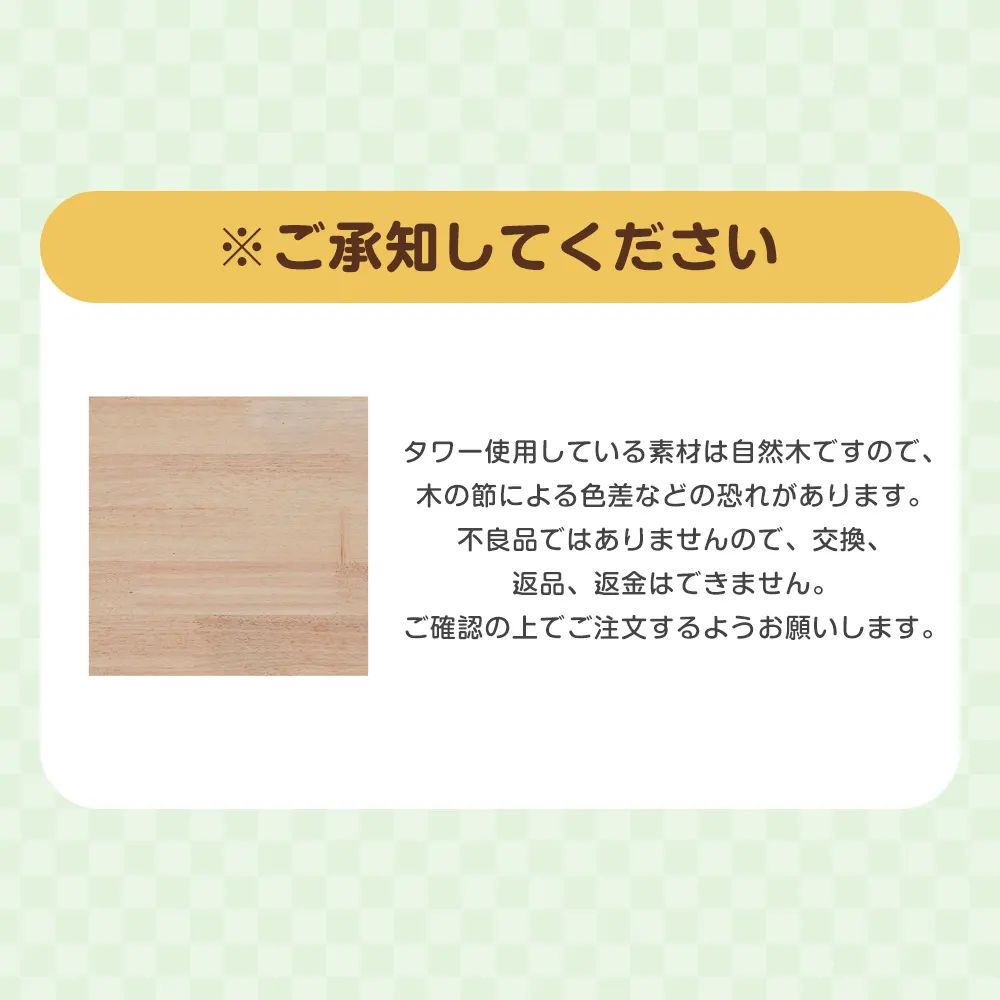 ※ご承知してください
タワー使用している素材は自然木ですので、
木の節による色差などの恐れがあります。
不良品ではありませんので、交換、
返品、返金はできません。
ご確認の上でご注文するようお願いします。